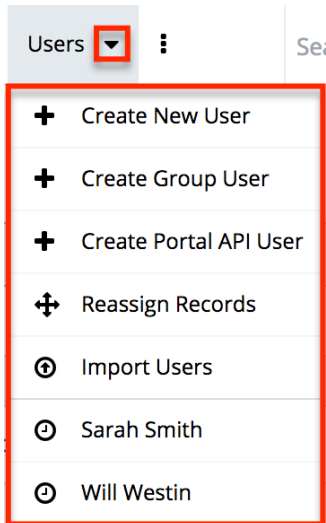 Users
Sea
Create New User
Create Group User
Create Portal API User
Reassign Records
Import Users
Sarah Smith
Will Westin